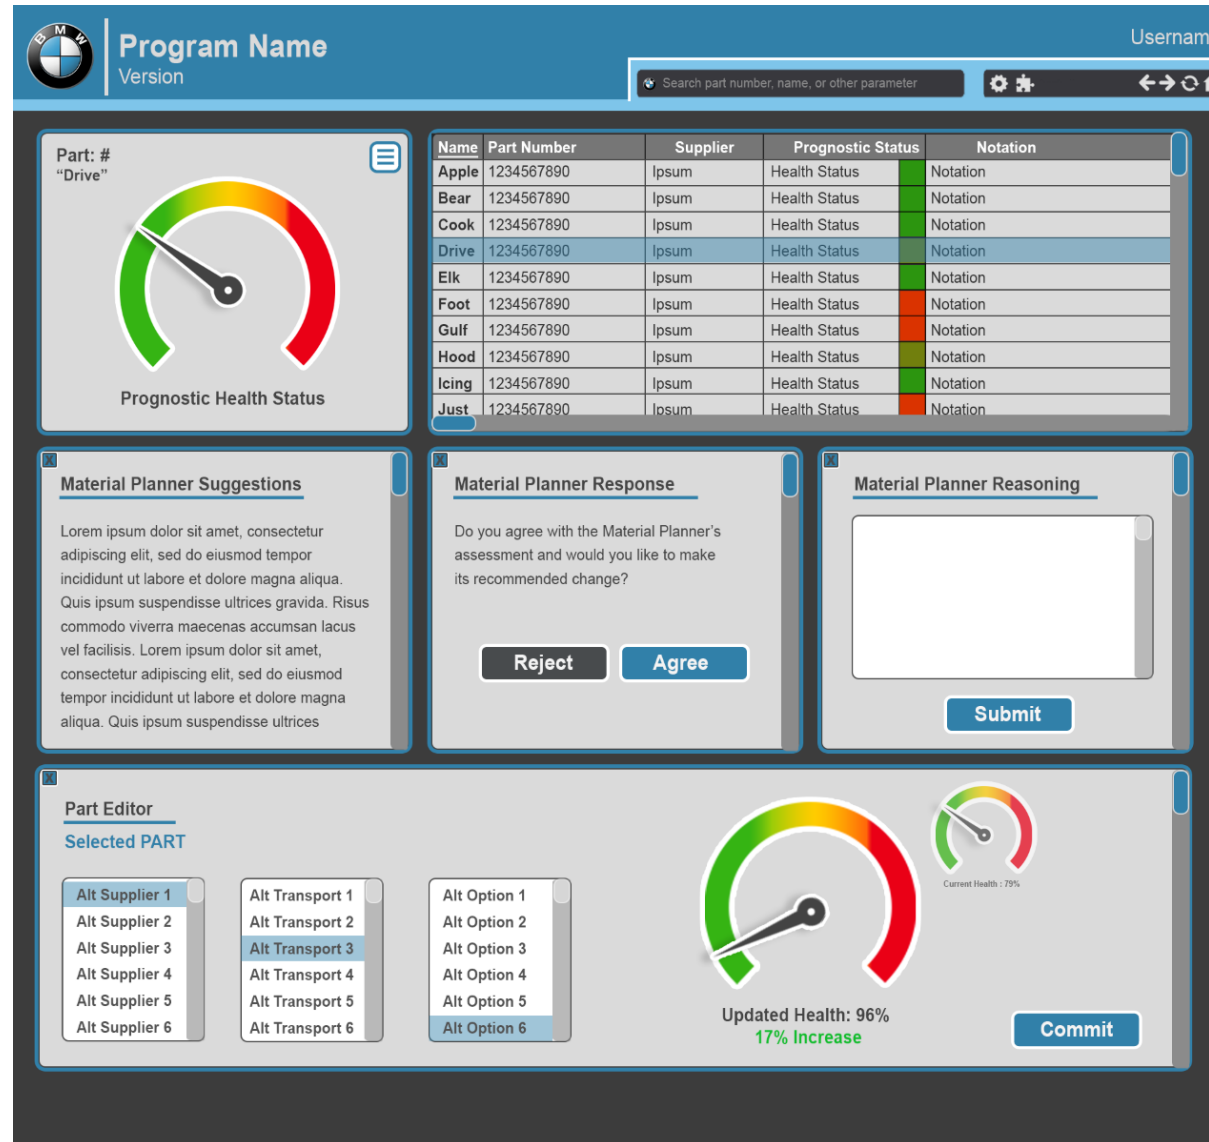 BMW
Program Name
Version
Usernam
Search part number, name, or other parameter
Part: #
“Drive”
Prognostic Health Status
Name Part Number Supplier Prognostic Status Notation
Apple 1234567890 Ipsum Health Status Notation
Bear 1234567890 Ipsum Health Status Notation
Cook 1234567890 Ipsum Health Status Notation
Drive 1234567890 Ipsum Health Status Notation
Elk 1234567890 Ipsum Health Status Notation
Foot 1234567890 Ipsum Health Status Notation
Gulf 1234567890 Ipsum Health Status Notation
Hood 1234567890 Ipsum Health Status Notation
Icing 1234567890 Ipsum Health Status Notation
Just 1234567890 Ipsum Health Status Notation
X
Material Planner Suggestions
Lorem ipsum dolor sit amet, consectetur
adipiscing elit, sed do eiusmod tempor
incididunt ut labore et dolore magna aliqua.
Quis ipsum suspendisse ultrices gravida. Risus
commodo viverra maecenas accumsan lacus
vel facilisis. Lorem ipsum dolor sit amet,
consectetur adipiscing elit, sed do eiusmod
tempor incididunt ut labore et dolore magna
aliqua. Quis ipsum suspendisse ultrices
X
Material Planner Response
Do you agree with the Material Planner’s
assessment and would you like to make
its recommended change?
Reject
Agree
X
Material Planner Reasoning
Submit
X
Part Editor
Selected PART
Alt Supplier 1
Alt Supplier 2
Alt Supplier 3
Alt Supplier 4
Alt Supplier 5
Alt Supplier 6
Alt Transport 1
Alt Transport 2
Alt Transport 3
Alt Transport 4
Alt Transport 5
Alt Transport 6
Alt Option 1
Alt Option 2
Alt Option 3
Alt Option 4
Alt Option 5
Alt Option 6
Updated Health: 96%
17% Increase
Current Health : 79%
Commit